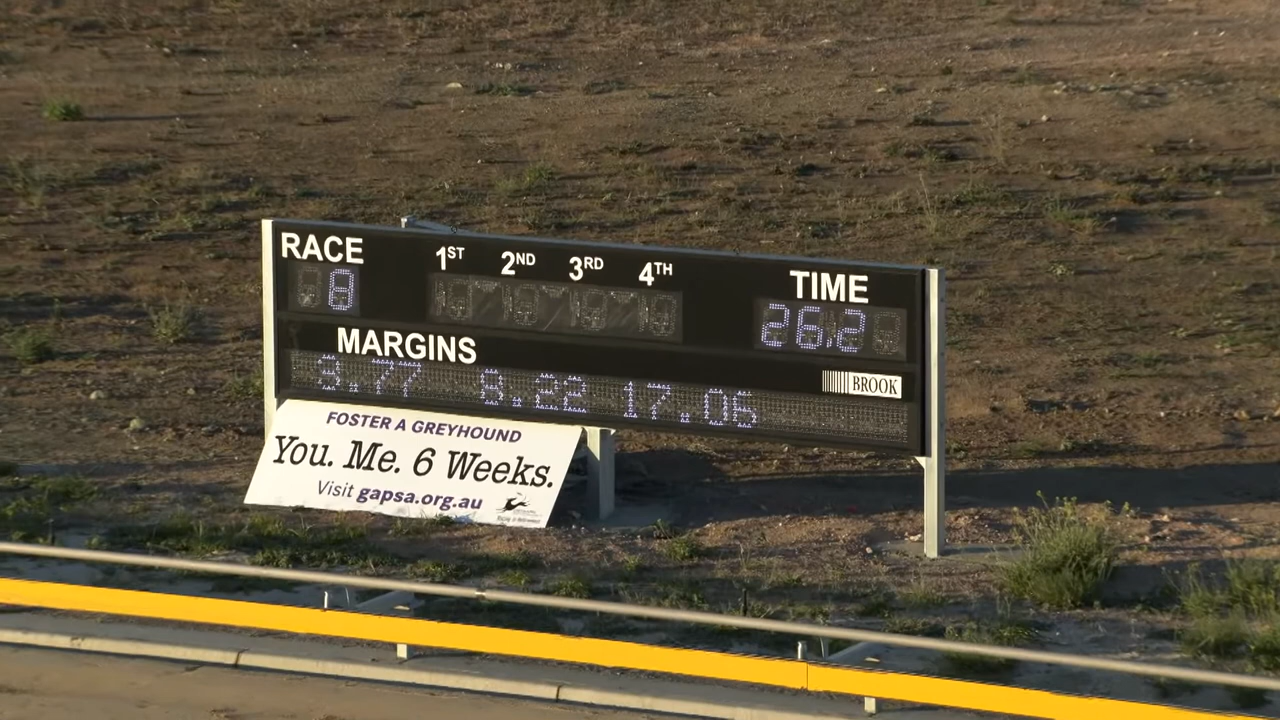 RACE 1ST 2ND 3RD 4TH TIME
8 26.2
MARGINS
BROOK
3.77 8.22 17.06
FOSTER A GREYHOUND
You. Me. 6 Weeks.
Visit gapsa.org.au